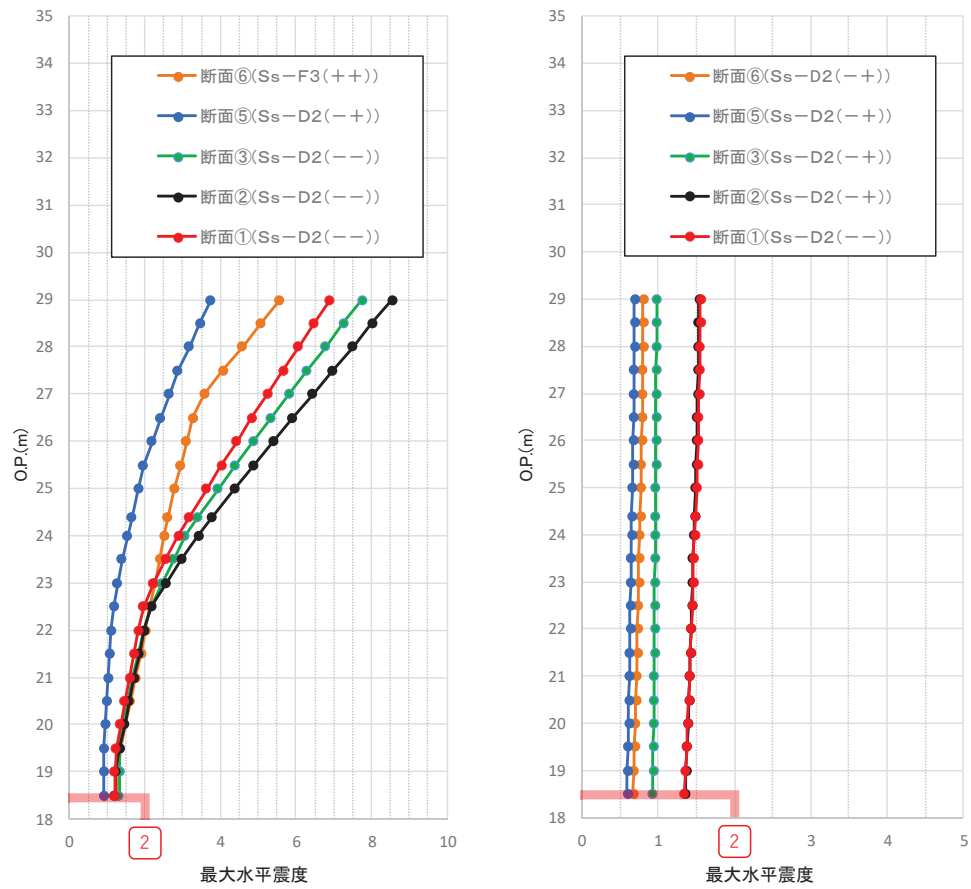 35
34
33
32
31
30
29
28
27
26
25
24
23
22
21
20
19
18
O.P.(m)
断面⑥(Ss－F3(＋＋))
断面⑤(Ss－D2(－＋))
断面③(Ss－D2(－－))
断面②(Ss－D2(－－))
断面①(Ss－D2(－－))
0 2 4 6 8 10
2
最大水平震度
35
34
33
32
31
30
29
28
27
26
25
24
23
22
21
20
19
18
O.P.(m)
断面⑥(Ss－D2(－＋))
断面⑤(Ss－D2(－＋))
断面③(Ss－D2(－＋))
断面②(Ss－D2(－＋))
断面①(Ss－D2(－－))
0 1 2 3 4 5
最大水平震度